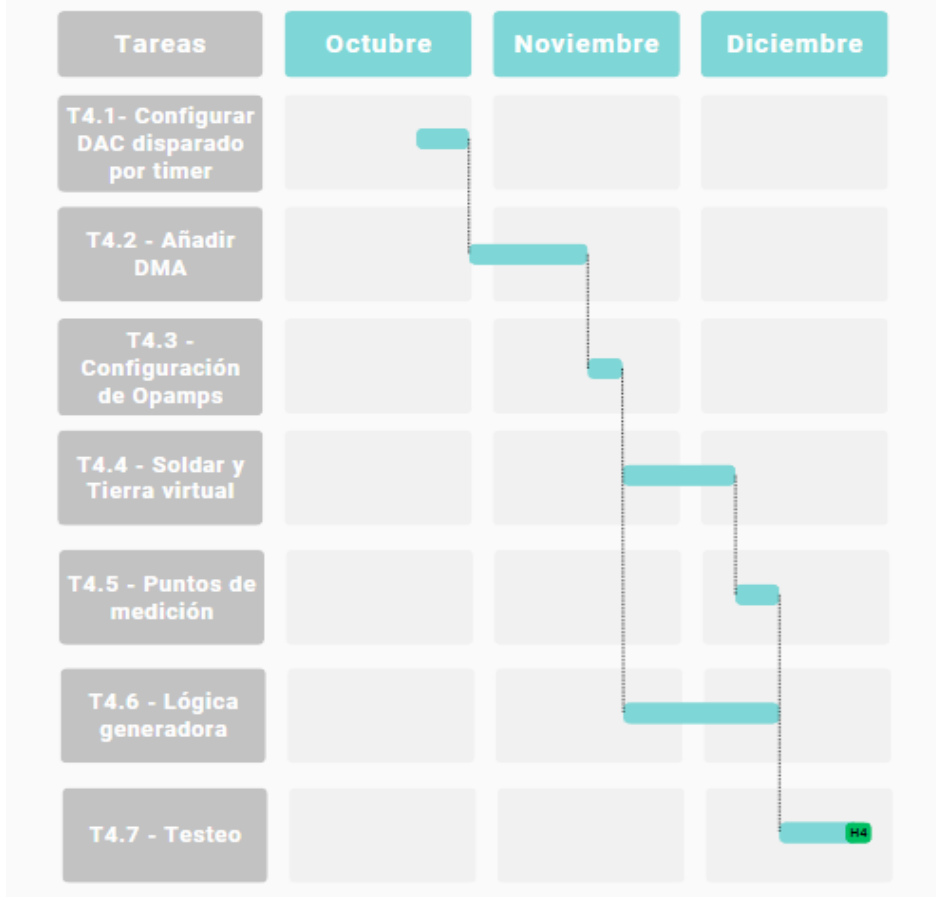 Tareas
Octubre
Noviembre
Diciembre
T4.1- Configurar
DAC disparado
por timer
T4.2 - Añadir
DMA
T4.3 -
Configuración
de Opamps
T4.4 - Soldar y
Tierra virtual
T4.5 - Puntos de
medición
T4.6 - Lógica
generadora
T4.7 - Testeo
H4